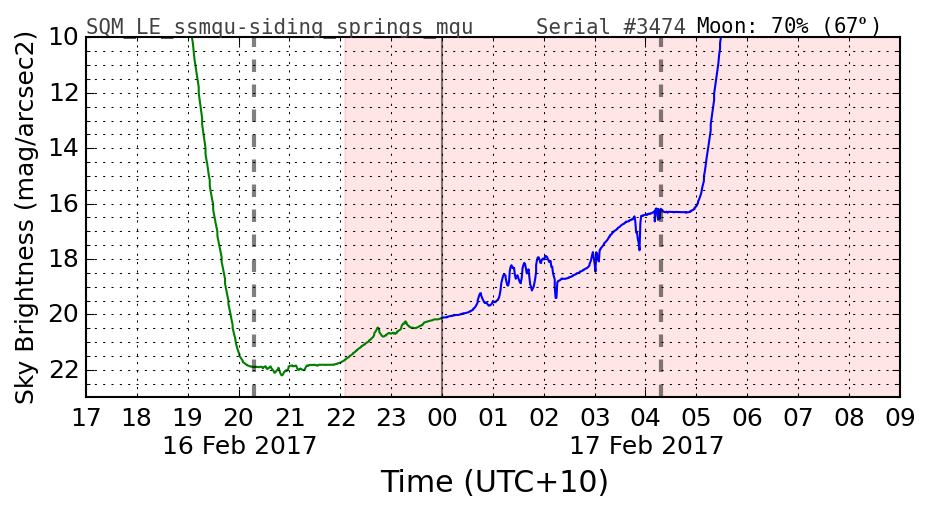 SQM_LE_ssmqu-siding_springs_mqu Serial #3474 Moon: 70% (67°)
10
12
14
16
18
20
22
Sky Brightness (mag/arcsec2)
17 18 19 20 21 22 23 00 01 02 03 04 05 06 07 08 09
16 Feb 2017 17 Feb 2017
Time (UTC+10)